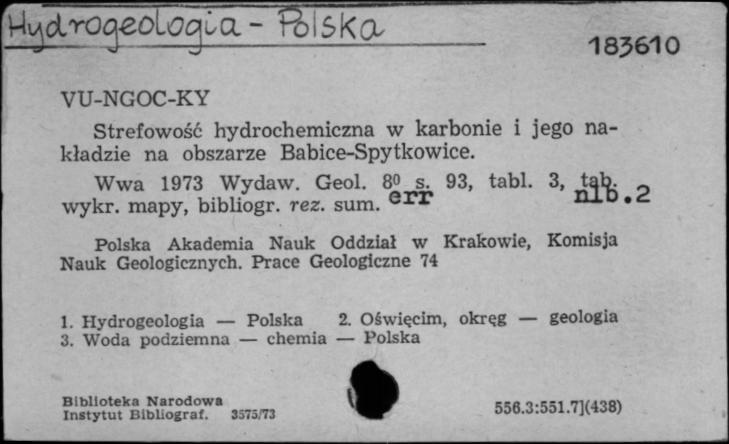 Hydrogeologia - Polska
183610
VU-NGOC-KY
Strefowość hydrochemiczna w karbonie i jego na-
kładzie na obszarze Babice-Spytkowice.
Wwa 1973 Wydaw. Geol. 8⁰ s. 93, tabl. 3, tab.
wykr. mapy, bibliogr. rez. sum. err nlb.2
Polska Akademia Nauk Oddział w Krakowie, Komisja
Nauk Geologicznych. Prace Geologiczne 74
1. Hydrogeologia — Polska 2. Oświęcim, okręg — geologia
3. Woda podziemna — chemia — Polska
Biblioteka Narodowa
Instytut Bibliograf. 3575/73
556.3:551.7](438)